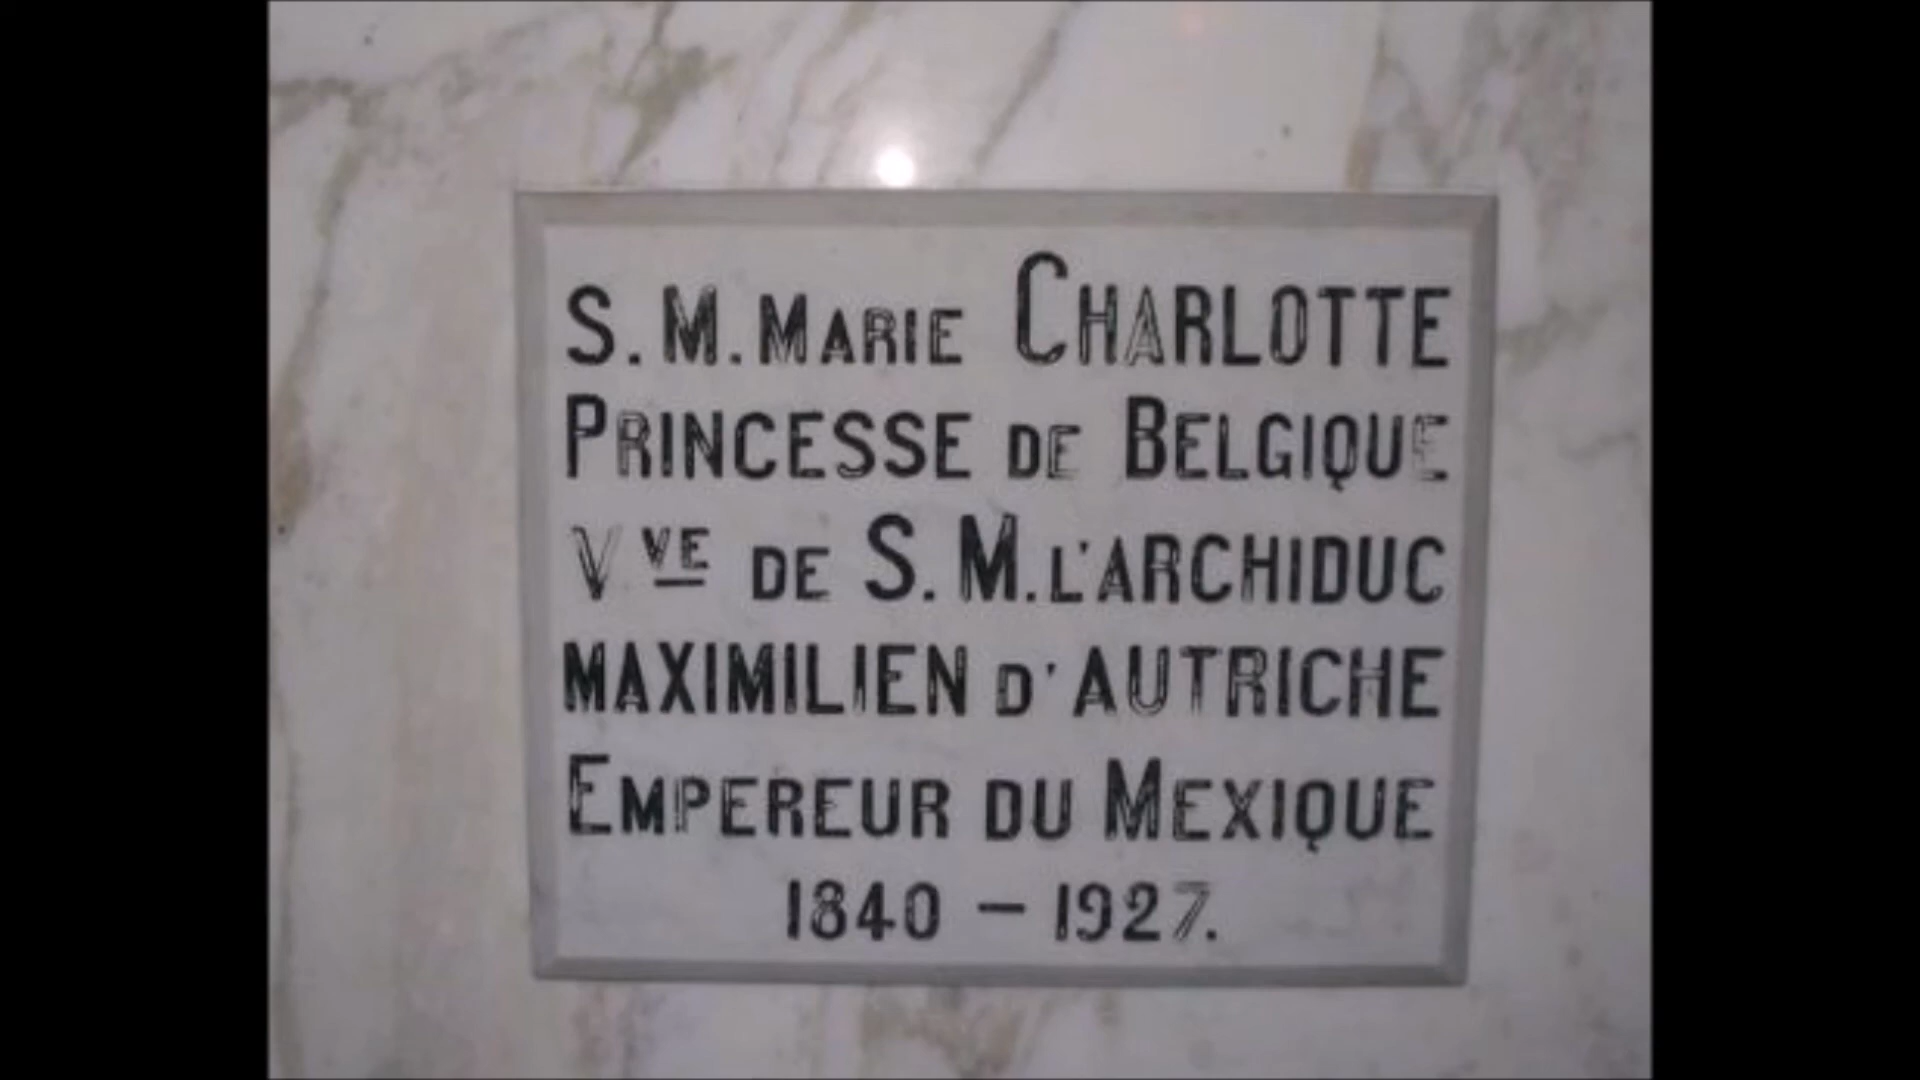 S. M. MARIE CHARLOTTE
PRINCESSE DE BELGIQUE
Vve DE S. M. L'ARCHIDUC
MAXIMILIEN D'AUTRICHE
EMPEREUR DU MEXIQUE
1840 – 1927.